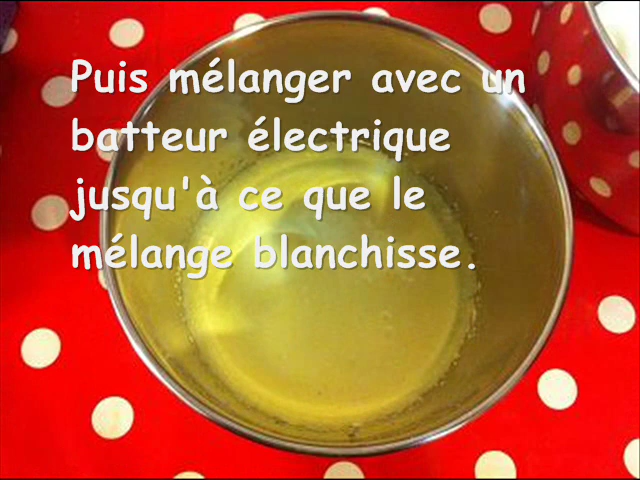 Puis mélanger avec un
batteur électrique
jusqu'à ce que le
mélange blanchisse.